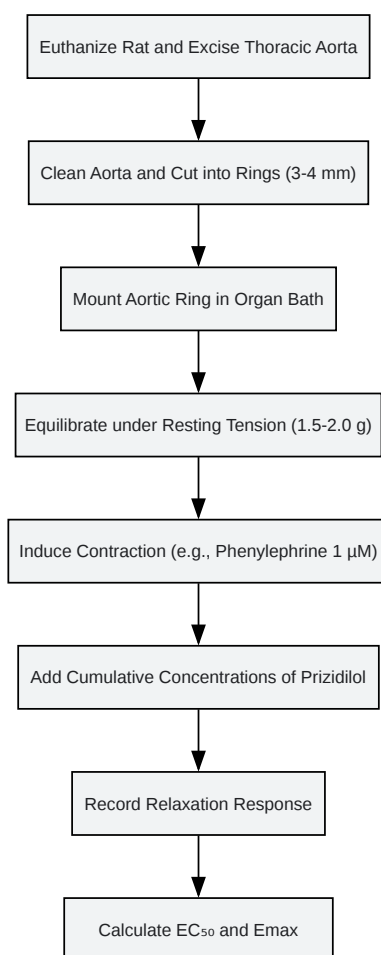 Euthanize Rat and Excise Thoracic Aorta
Clean Aorta and Cut into Rings (3-4 mm)
Mount Aortic Ring in Organ Bath
Equilibrate under Resting Tension (1.5-2.0 g)
Induce Contraction (e.g., Phenylephrine 1 µM)
Add Cumulative Concentrations of Prizidilol
Record Relaxation Response
Calculate EC₅₀ and Emax